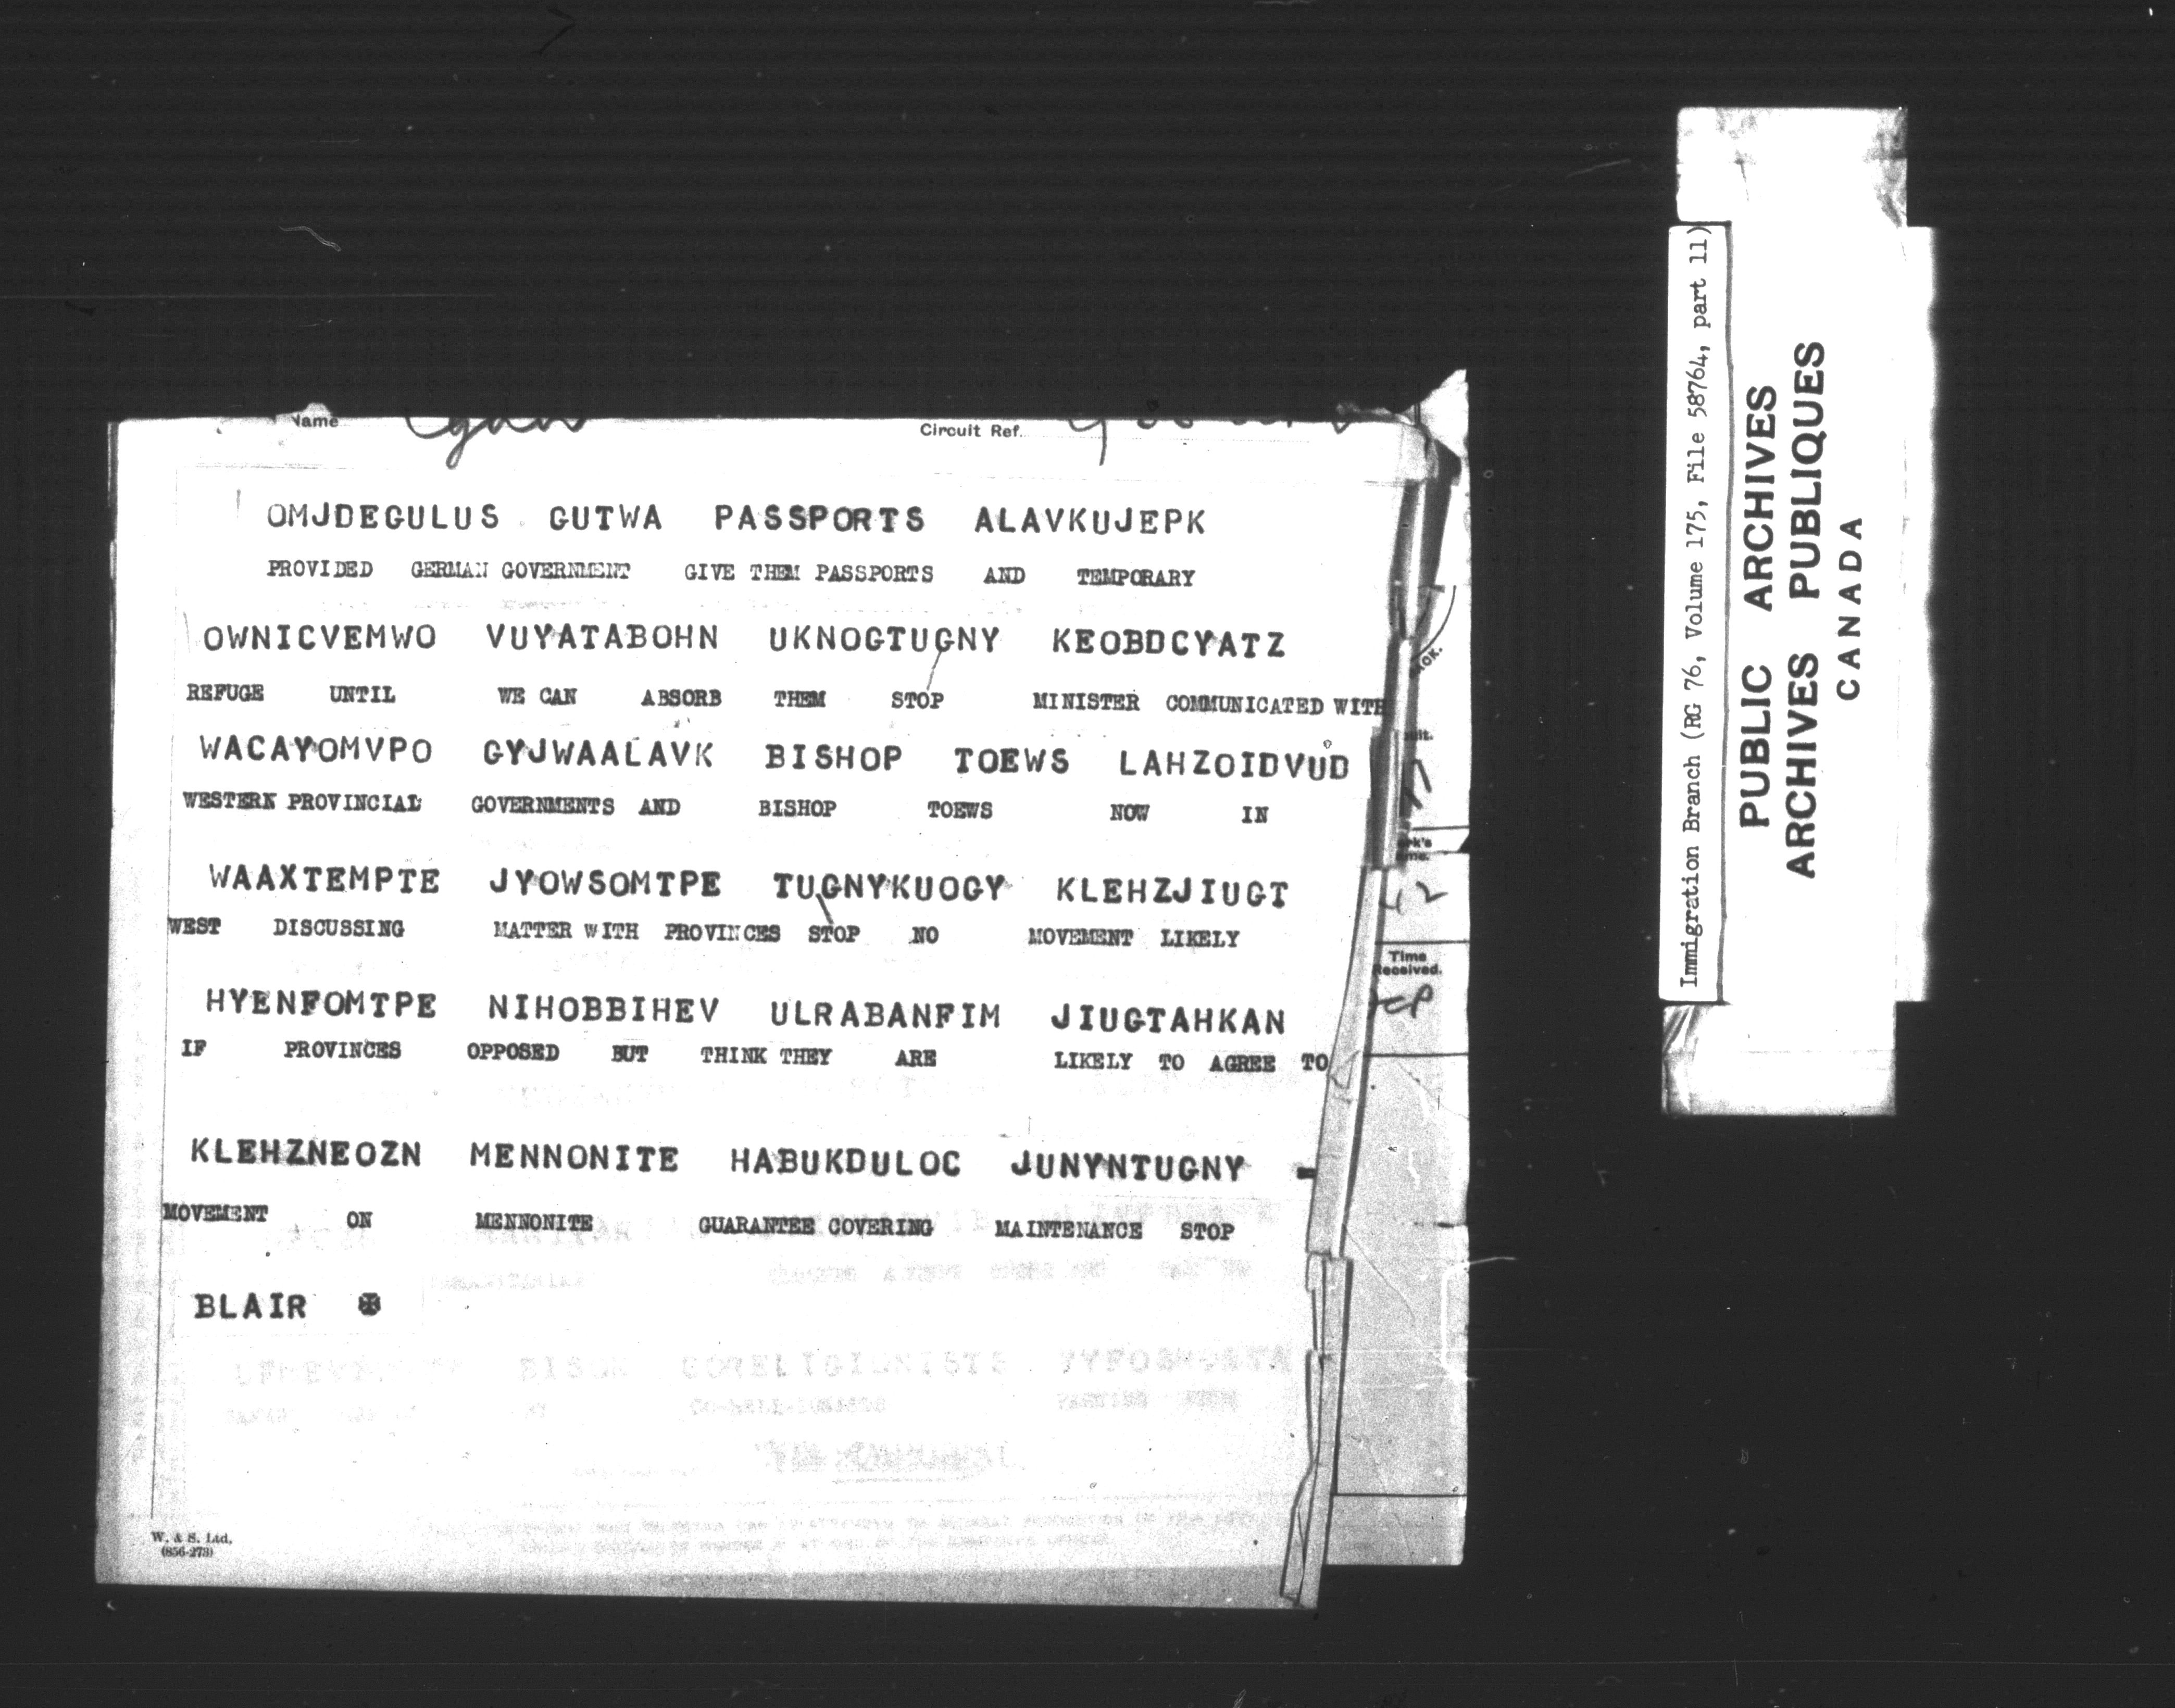 Name
Circuit Ref.
OMJDEGULUS GUTWA PASSPORTS ALAVKUJEPK
PROVIDED GERMAN GOVERNMENT GIVE THEM PASSPORTS AND TEMPORARY
OWNICVEMWO VUYATABOHN UKNOGTUGNY KEOBDCYATZ
REFUGE UNTIL WE CAN ABSORB THEM STOP MINISTER COMMUNICATED WITH
WACAYOMVPO GYJWAALAVK BISHOP TOEWS LAHZOIDVUD
WESTERN PROVINCIAL GOVERNMENTS AND BISHOP TOEWS NOW IN
WAAXTEMPTE JYOWSOMTPE TUGNYKUOGY KLEHZJIUGT
WEST DISCUSSING MATTER WITH PROVINCES STOP NO MOVEMENT LIKELY
HYENFOMTPE NIHOBBIHEV ULRABANFIM JIUGTAHKAN
IF PROVINCES OPPOSED BUT THINK THEY ARE LIKELY TO AGREE TO
KLEHZNEOZN MENNONITE HABUKDULOC JUNYNTUGNY -
MOVEMENT ON MENNONITE GUARANTEE COVERING MAINTENANCE STOP
BLAIR
W. & S. Ltd.
(856-273)
Time
Received.
Immigration Branch (RG 76, Volume 175, File 58764, part 11)
PUBLIC ARCHIVES
ARCHIVES PUBLIQUES
CANADA